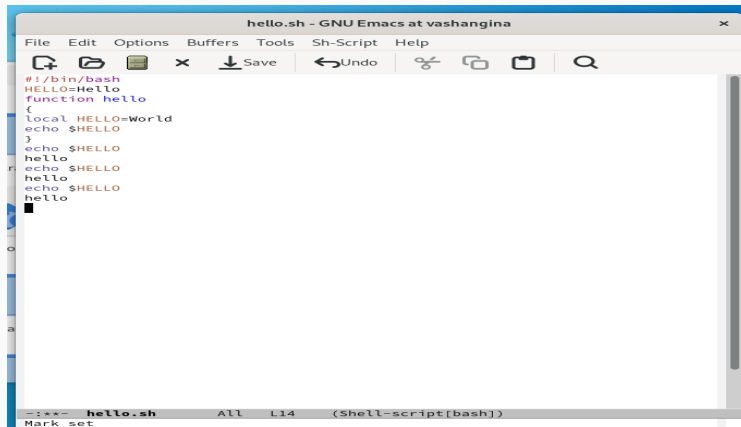 hello.sh - GNU Emacs at vashangina
File Edit Options Buffers Tools Sh-Script Help
Save Undo
#!/bin/bash
HELLO=Hello
function hello
{
local HELLO=World
echo $HELLO
}
echo $HELLO
hello
echo $HELLO
hello
echo $HELLO
hello
-:**- hello.sh All L14 (Shell-script[bash])
Mark set